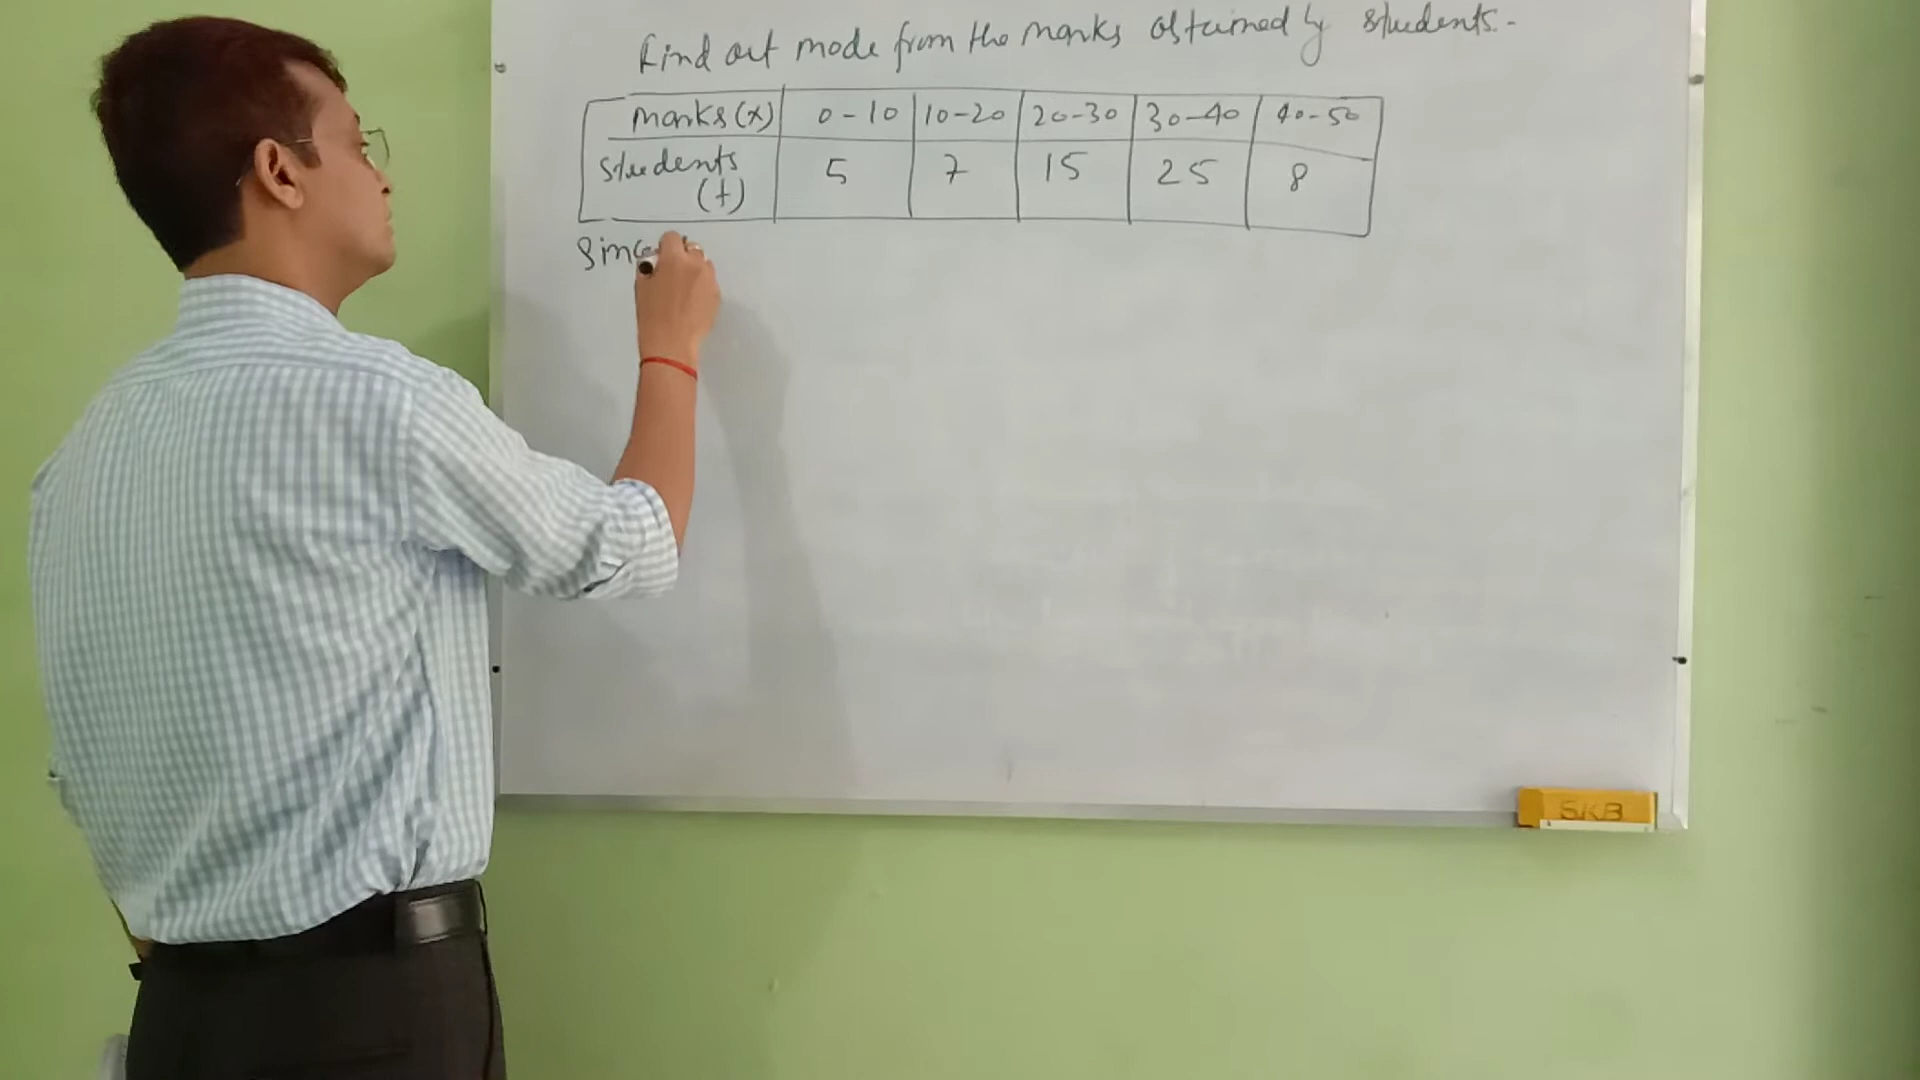 Find out mode from the marks obtained by students.
Marks (x) 0-10 10-20 20-30 30-40 40-50
Students 5 7 15 25 8
(f)
Since
SKB